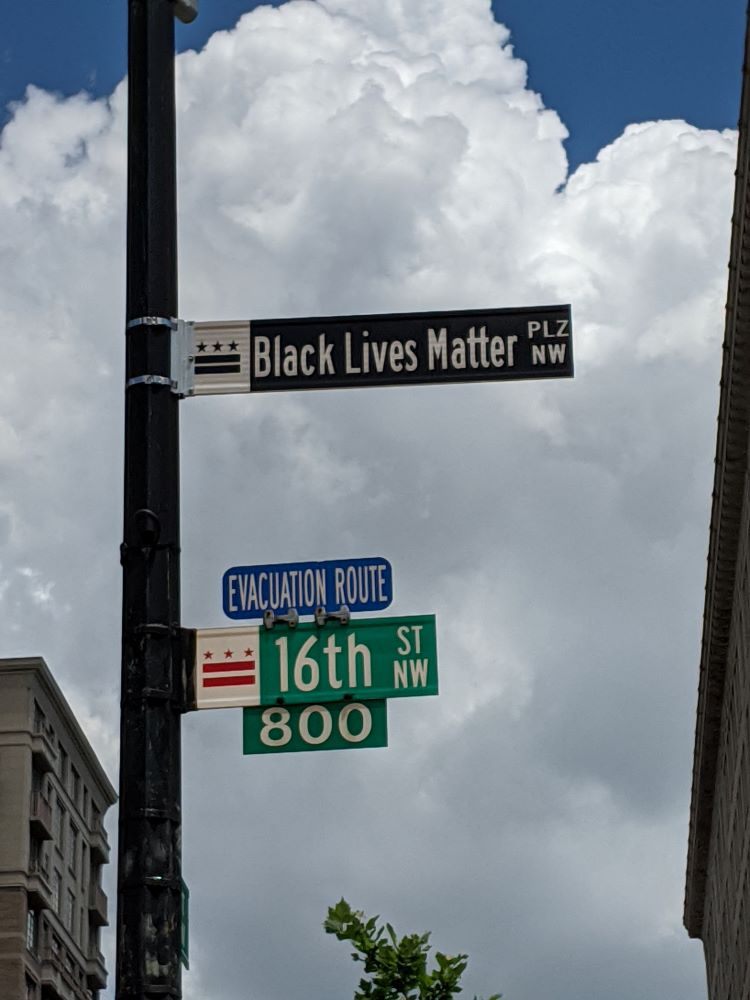 Black Lives Matter PLZ
NW
EVACUATION ROUTE
16th ST
NW
800